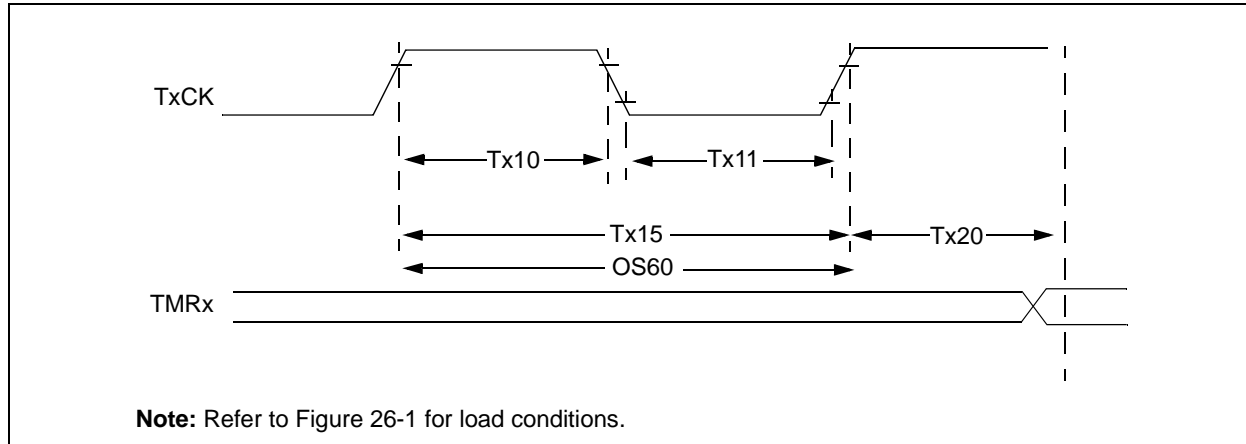 TxCK
Tx10
Tx11
Tx15
Tx20
OS60
TMRx
Note: Refer to Figure 26-1 for load conditions.